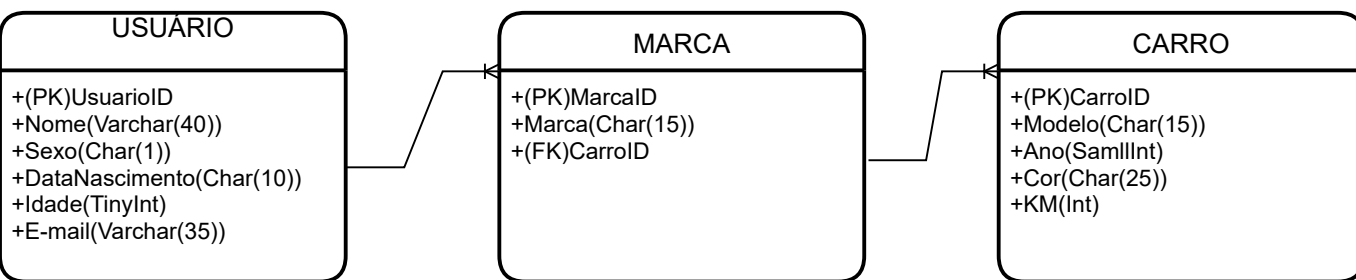 USUÁRIO
+(PK)UsuarioID
+Nome(Varchar(40))
+Sexo(Char(1))
+DataNascimento(Char(10))
+Idade(TinyInt)
+E-mail(Varchar(35))
MARCA
+(PK)MarcaID
+Marca(Char(15))
+(FK)CarroID
CARRO
+(PK)CarroID
+Modelo(Char(15))
+Ano(SamllInt)
+Cor(Char(25))
+KM(Int)